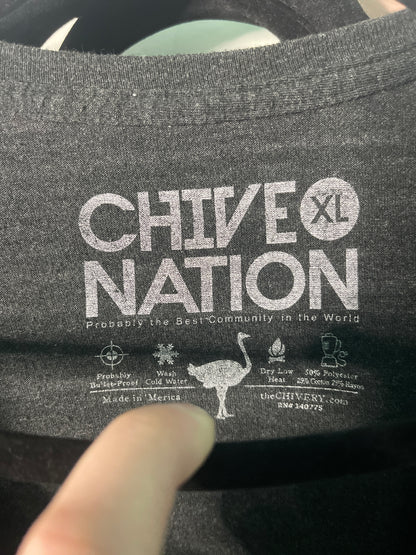 CHIVE XL
NATION
Probably the Best Community in the World
Probably
Bullet-Proof
Wash
Cold Water
Dry Low
Heat
50% Polyester
25% Cotton 25% Rayon
Made in 'Merica
theCHIVERY.com
RN# 140775